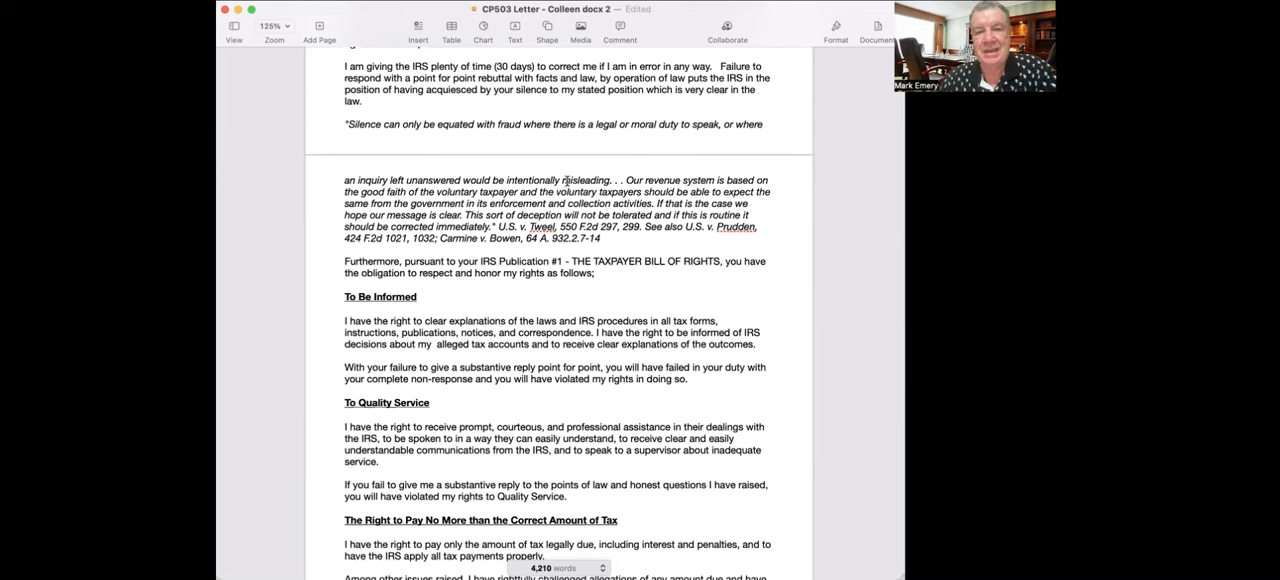 CP503 Letter - Colleen docx 2 — Edited
125%
View
Zoom
Add Page
Insert
Table
Chart
Text
Shape
Media
Comment
Collaborate
Format
Document
Mark Emery
I am giving the IRS plenty of time (30 days) to correct me if I am in error in any way. Failure to
respond with a point for point rebuttal with facts and law, by operation of law puts the IRS in the
position of having acquiesced by your silence to my stated position which is very clear in the
law.
"Silence can only be equated with fraud where there is a legal or moral duty to speak, or where
an inquiry left unanswered would be intentionally misleading. . . Our revenue system is based on
the good faith of the voluntary taxpayer and the voluntary taxpayers should be able to expect the
same from the government in its enforcement and collection activities. If that is the case we
hope our message is clear. This sort of deception will not be tolerated and if this is routine it
should be corrected immediately." U.S. v. Tweel, 550 F.2d 297, 299. See also U.S. v. Prudden,
424 F.2d 1021, 1032; Carmine v. Bowen, 64 A. 932.2.7-14
Furthermore, pursuant to your IRS Publication #1 - THE TAXPAYER BILL OF RIGHTS, you have
the obligation to respect and honor my rights as follows;
To Be Informed
I have the right to clear explanations of the laws and IRS procedures in all tax forms,
instructions, publications, notices, and correspondence. I have the right to be informed of IRS
decisions about my alleged tax accounts and to receive clear explanations of the outcomes.
With your failure to give a substantive reply point for point, you will have failed in your duty with
your complete non-response and you will have violated my rights in doing so.
To Quality Service
I have the right to receive prompt, courteous, and professional assistance in their dealings with
the IRS, to be spoken to in a way they can easily understand, to receive clear and easily
understandable communications from the IRS, and to speak to a supervisor about inadequate
service.
If you fail to give me a substantive reply to the points of law and honest questions I have raised,
you will have violated my rights to Quality Service.
The Right to Pay No More than the Correct Amount of Tax
I have the right to pay only the amount of tax legally due, including interest and penalties, and to
have the IRS apply all tax payments properly.
4,210 words
Among other issues raised, I have rightfully challenged allegations of any amount due and have